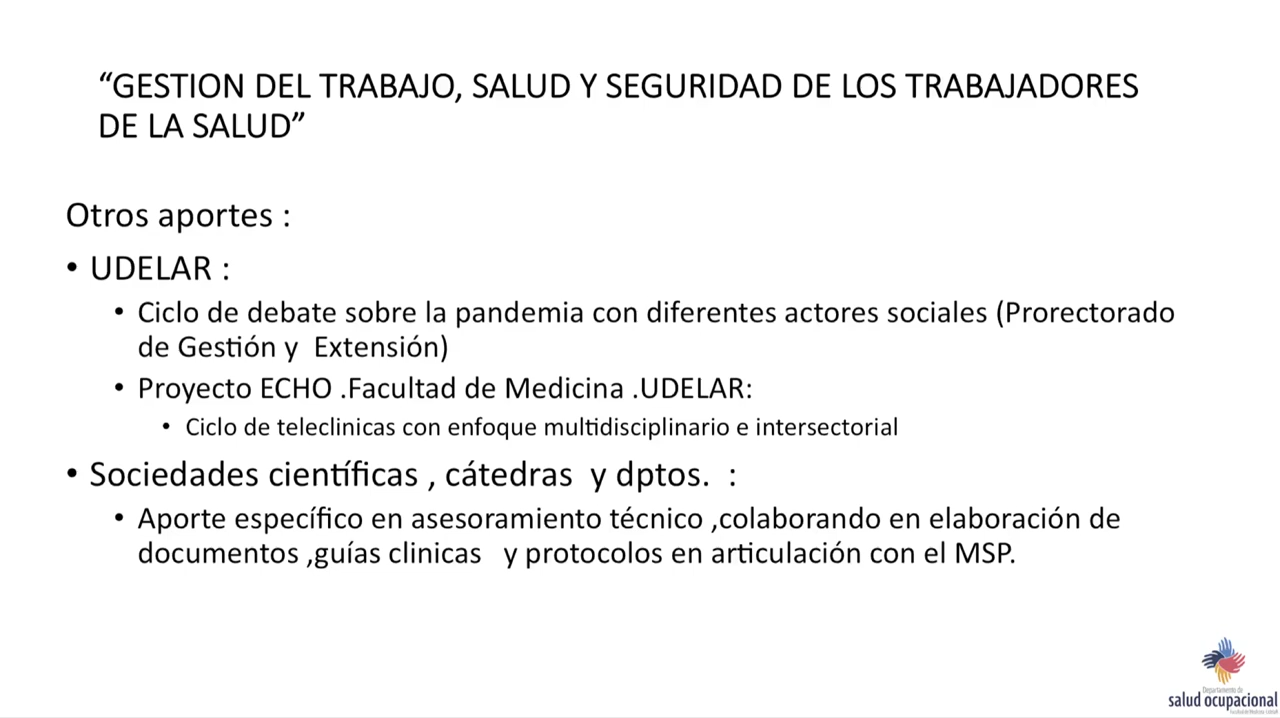 “GESTION DEL TRABAJO, SALUD Y SEGURIDAD DE LOS TRABAJADORES
DE LA SALUD”
Otros aportes :
• UDELAR :
• Ciclo de debate sobre la pandemia con diferentes actores sociales (Prorectorado
de Gestión y Extensión)
• Proyecto ECHO .Facultad de Medicina .UDELAR:
• Ciclo de teleclinicas con enfoque multidisciplinario e intersectorial
• Sociedades científicas , cátedras y dptos. :
• Aporte específico en asesoramiento técnico ,colaborando en elaboración de
documentos ,guías clinicas y protocolos en articulación con el MSP.
Departamento de
salud ocupacional